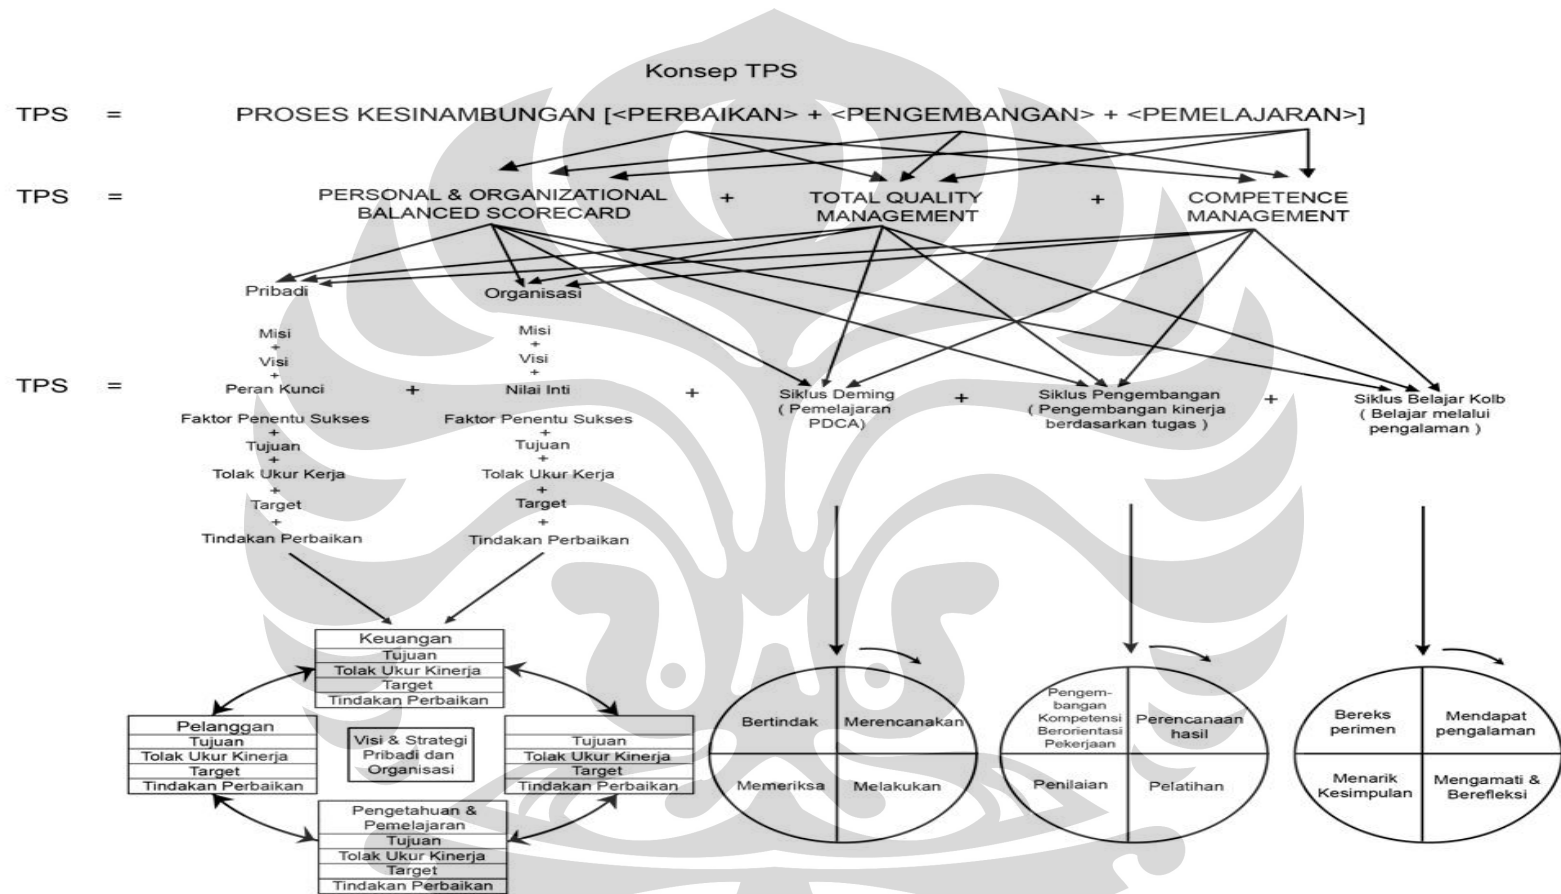 Konsep TPS
TPS = PROSES KESINAMBUNGAN [<PERBAIKAN> + <PENGEMBANGAN> + <PEMELAJARAN>]
TPS = PERSONAL & ORGANIZATIONAL
BALANCED SCORECARD
+
TOTAL QUALITY
MANAGEMENT
+
COMPETENCE
MANAGEMENT
Pribadi
Misi
+
Visi
+
Peran Kunci
Faktor Penentu Sukses
+
Tujuan
+
Tolak Ukur Kerja
+
Target
+
Tindakan Perbaikan
Organisasi
Misi
+
Visi
+
Nilai Inti
Faktor Penentu Sukses
+
Tujuan
+
Tolak Ukur Kerja
+
Target
+
Tindakan Perbaikan
TPS =
+
+
Siklus Deming
( Pemelajaran
PDCA)
+
Siklus Pengembangan
( Pengembangan kinerja
berdasarkan tugas )
+
Siklus Belajar Kolb
( Belajar melalui
pengalaman )
Keuangan
Tujuan
Tolak Ukur Kinerja
Target
Tindakan Perbaikan
Pelanggan
Tujuan
Tolak Ukur Kinerja
Target
Tindakan Perbaikan
Visi & Strategi
Pribadi dan
Organisasi
Tujuan
Tolak Ukur Kinerja
Target
Tindakan Perbaikan
Pengetahuan &
Pemelajaran
Tujuan
Tolak Ukur Kinerja
Target
Tindakan Perbaikan
Bertindak
Merencanakan
Memeriksa
Melakukan
Pengem-
bangan
Kompetensi
Berorientasi
Pekerjaan
Perencanaan
hasil
Penilaian
Pelatihan
Bereks
perimen
Mendapat
pengalaman
Menarik
Kesimpulan
Mengamati &
Berefleksi